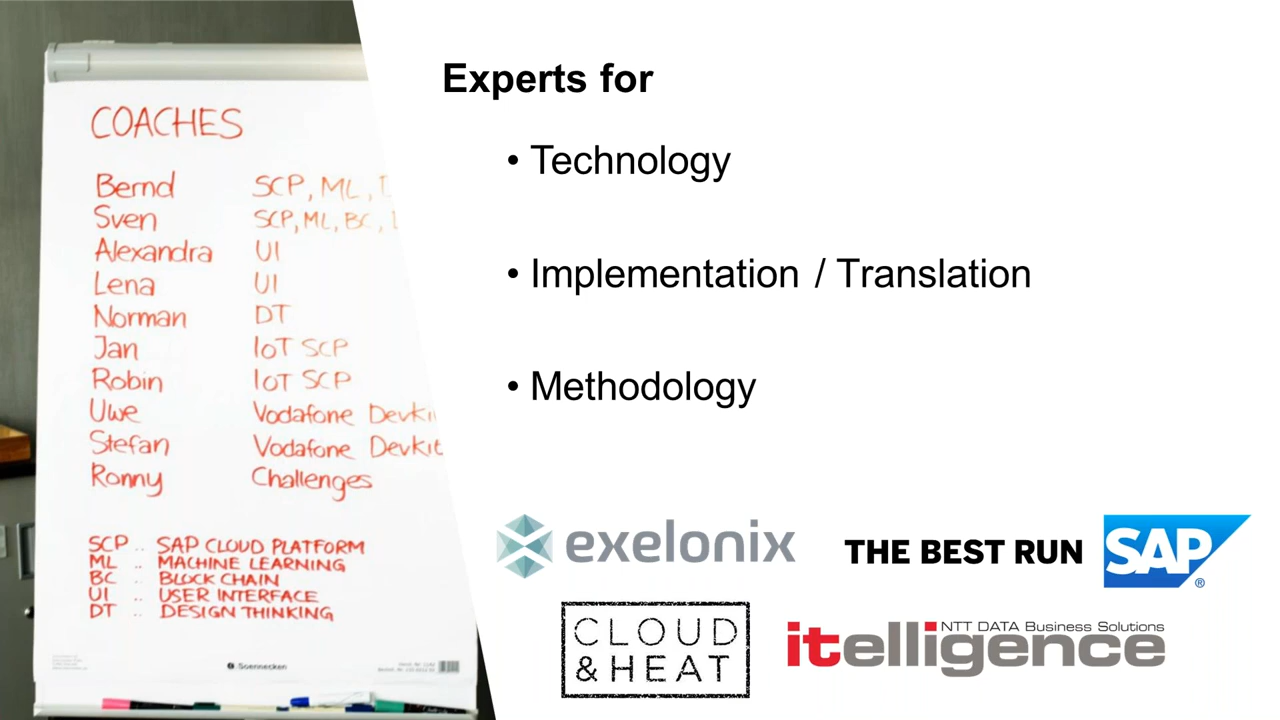 COACHES
Bernd SCP, ML,
Sven SCP, ML, BC,
Alexandra UI
Lena UI
Norman DT
Jan IoT SCP
Robin IoT SCP
Uwe Vodafone Devki
Stefan Vodafone Devkit
Ronny Challenges
SCP .. SAP CLOUD PLATFORM
ML .. MACHINE LEARNING
BC .. BLOCK CHAIN
UI .. USER INTERFACE
DT .. DESIGN THINKING
Soennecken
Experts for
• Technology
• Implementation / Translation
• Methodology
exelonix
THE BEST RUN SAP®
CLOUD
& HEAT
NTT DATA Business Solutions
itelligence